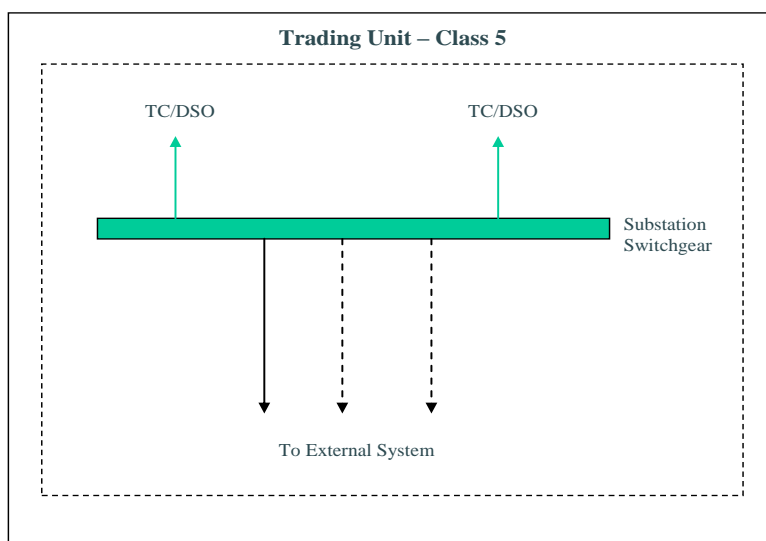 Trading Unit – Class 5
TC/DSO
TC/DSO
Substation
Switchgear
To External System